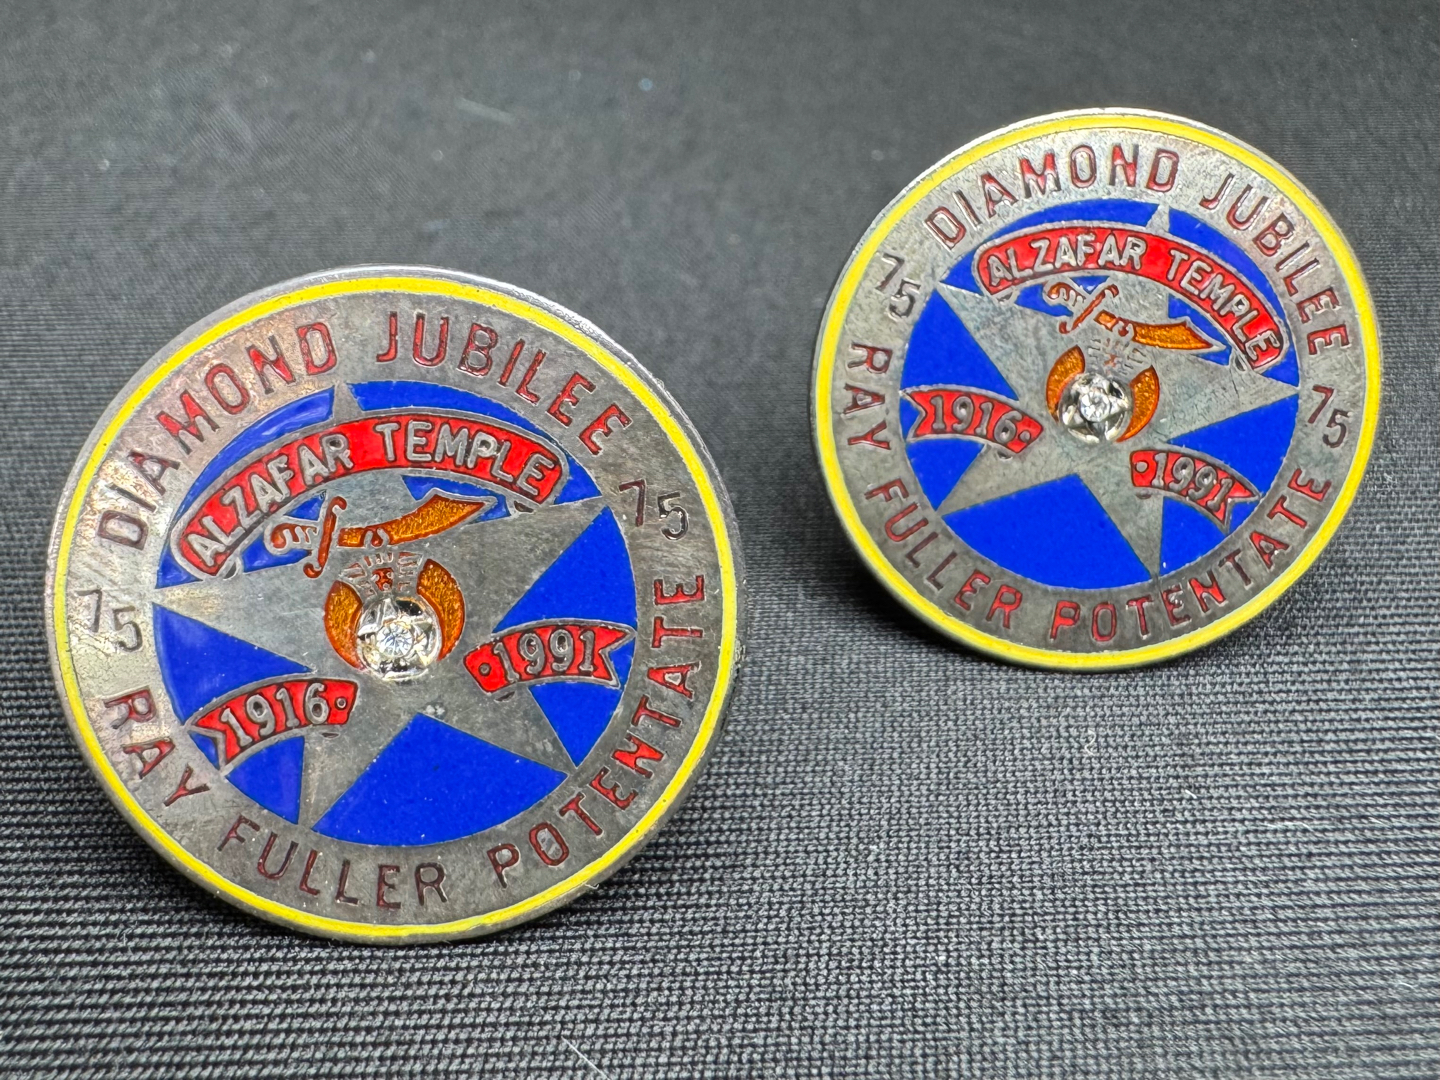 DIAMOND JUBILEE
75 75
ALZAFAR TEMPLE
1916 1991
RAY FULLER POTENTATE
DIAMOND JUBILEE
75 75
ALZAFAR TEMPLE
1916 1991
RAY FULLER POTENTATE